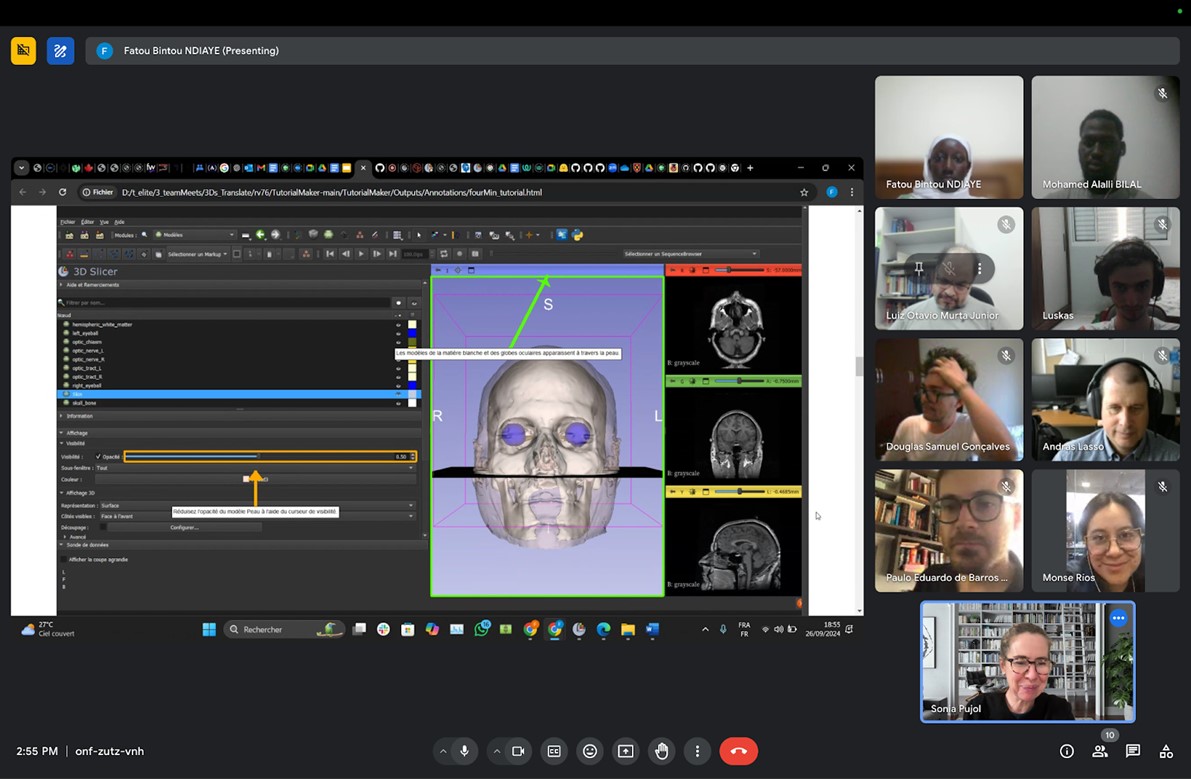 Fatou Bintou NDIAYE (Presenting)
Fichier
D:/t_elite/3_teamMeets/3Ds_Translate/rv76/TutorialMaker-main/TutorialMaker/Outputs/Annotations/fourMin_tutorial.html
Fichier Éditer Vue Aide
Modules :
Modèles
Sélectionner un Markup
Sélectionner un SequenceBrowser
3D Slicer
Aide et Remerciements
Filtrer par nom...
Nœud
hemispheric_white_matter
left_eyeball
optic_chiasm
optic_nerve_L
optic_nerve_R
optic_tract_L
optic_tract_R
right_eyeball
Skin
skull_bone
Information
Affichage
Visibilité
Visibilité :
Opacité
0,50
Sous-fenêtre :
Tout
Couleur :
Affichage 3D
Représentation :
Surface
Réduisez l'opacité du modèle Peau à l'aide du curseur de visibilité
Côtés visibles :
Face à l'avant
Découpage :
Configurer...
Avancé
Sonde de données
Afficher la coupe agrandie
L
F
B
1
S
R
L
Les modèles de la matière blanche et des globes oculaires apparaissent à travers la peau
B: grayscale
B: grayscale
B: grayscale
27°C
Ciel couvert
Rechercher
FRA
FR
18:55
26/09/2024
Fatou Bintou NDIAYE
Mohamed Alalli BILAL
Luiz Otavio Murta Junior
Luskas
Douglas Samuel Gonçalves
Andras Lasso
Paulo Eduardo de Barros ...
Monse Rios
Sonia Pujol
2:55 PM | onf-zutz-vnh
10